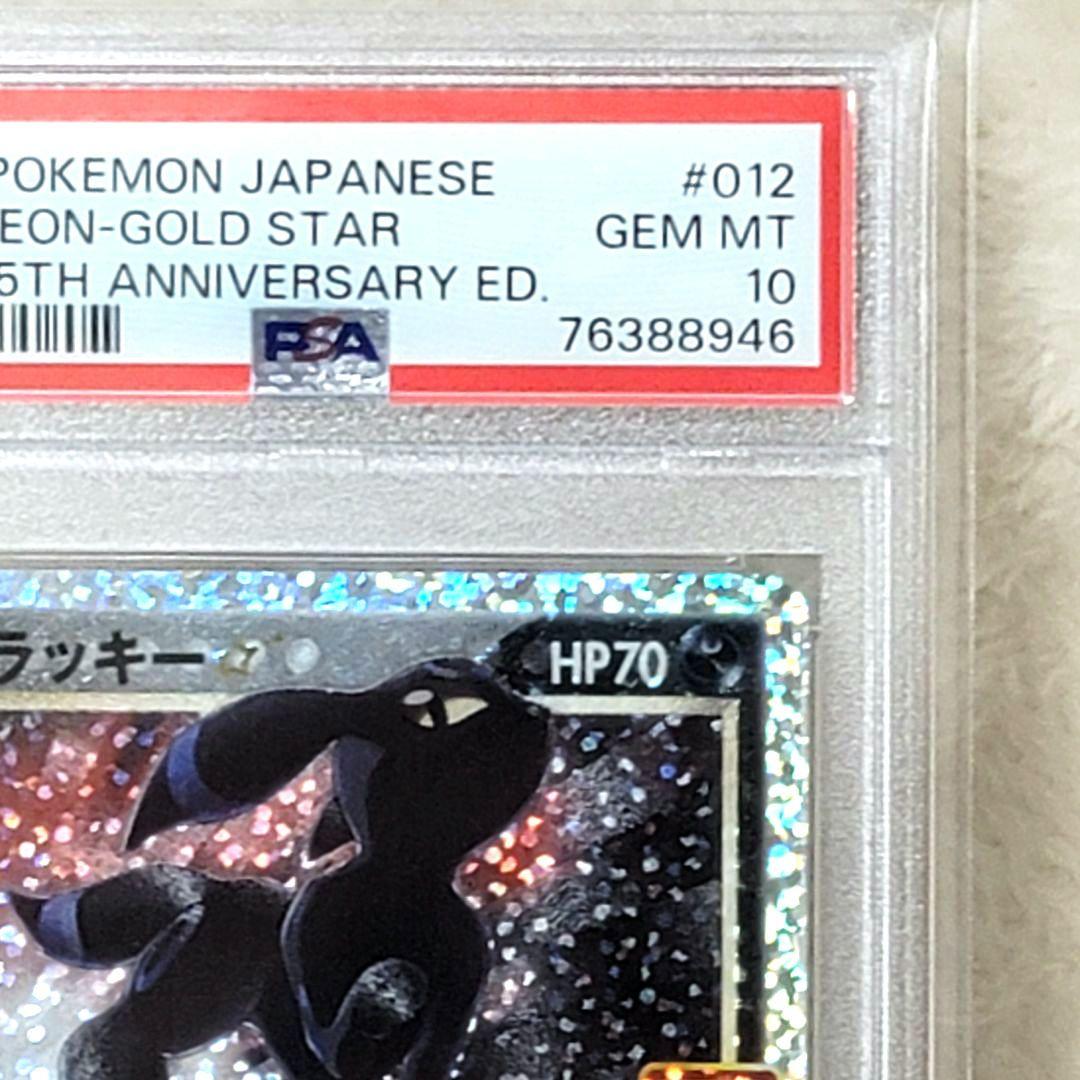 POKEMON JAPANESE #012
EON-GOLD STAR GEM MT
5TH ANNIVERSARY ED. 10
PSA 76388946
ラッキー HP70